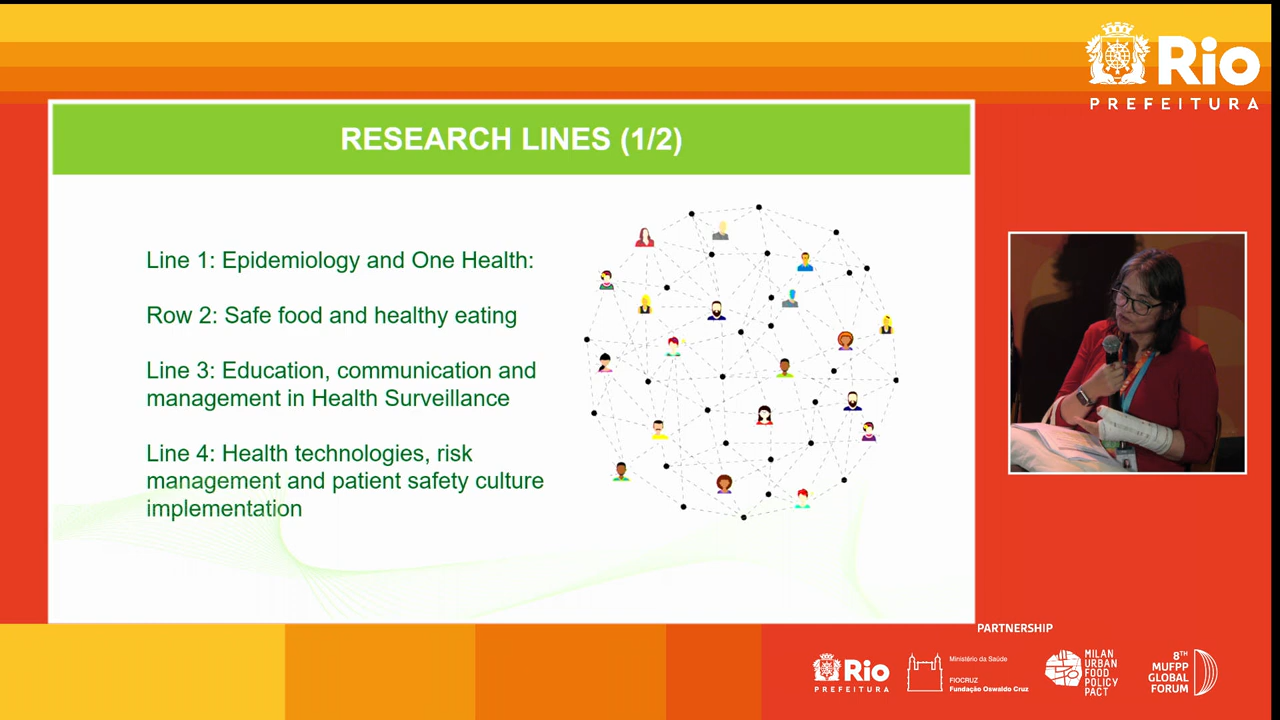 Rio
PREFEITURA
RESEARCH LINES (1/2)
Line 1: Epidemiology and One Health:
Row 2: Safe food and healthy eating
Line 3: Education, communication and
management in Health Surveillance
Line 4: Health technologies, risk
management and patient safety culture
implementation
PARTNERSHIP
Rio
PREFEITURA
Ministério da Saúde
FIOCRUZ
Fundação Oswaldo Cruz
MILAN
URBAN
FOOD
POLICY
PACT
8TH
MUFPP
GLOBAL
FORUM